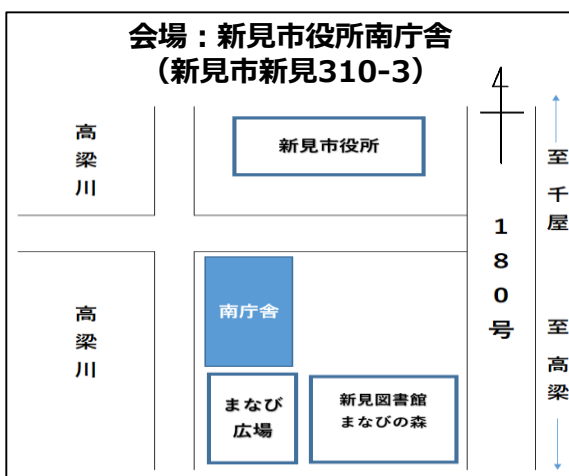 会場：新見市役所南庁舎
（新見市新見310-3）
高梁川
新見市役所
至千屋
180号
高梁川
南庁舎
至高梁
まなび
広場
新見図書館
まなびの森